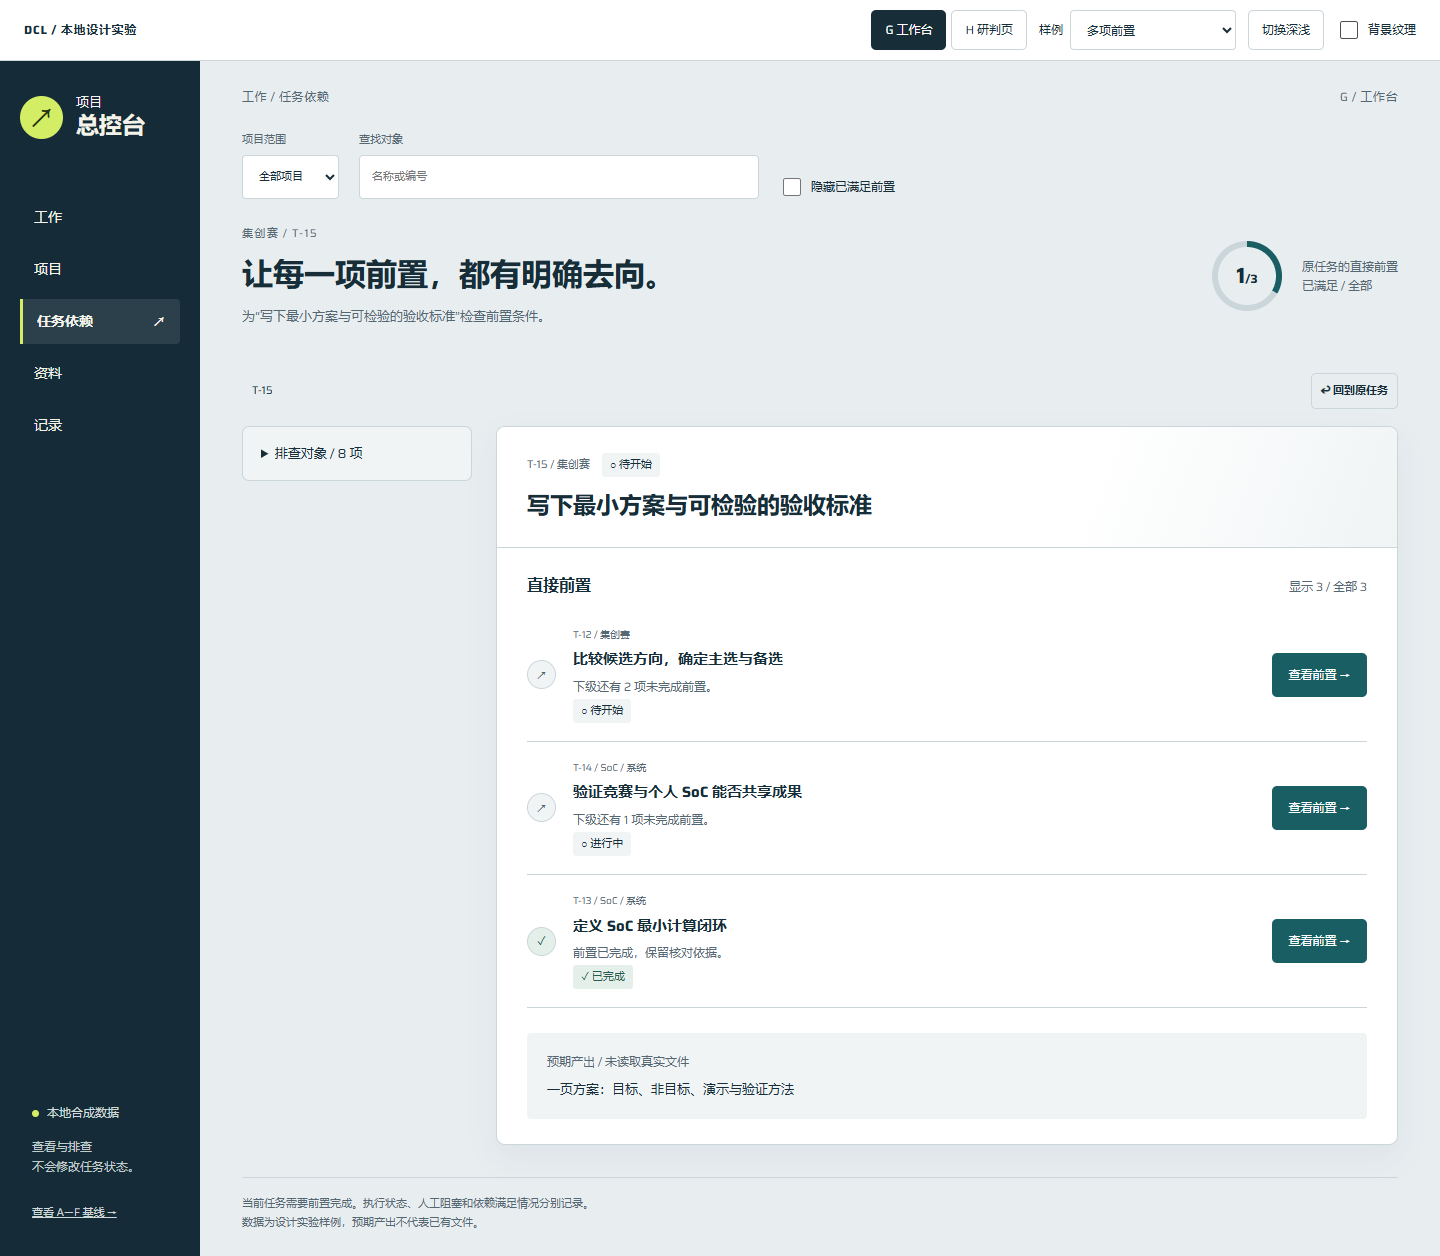 DCL / 本地设计实验
G 工作台
H 研判页
样例
多项前置
切换深浅
背景纹理
项目
总控台
工作
项目
任务依赖 ↗
资料
记录
本地合成数据
查看与排查
不会修改任务状态。
查看 A—F 基线 →
工作 / 任务依赖
G / 工作台
项目范围
查找对象
全部项目
名称或编号
隐藏已满足前置
集创赛 / T-15
让每一项前置，都有明确去向。
为“写下最小方案与可检验的验收标准”检查前置条件。
1/3
原任务的直接前置
已满足 / 全部
T-15
↩ 回到原任务
▶ 排查对象 / 8 项
T-15 / 集创赛
○ 待开始
写下最小方案与可检验的验收标准
直接前置
显示 3 / 全部 3
T-12 / 集创赛
比较候选方向，确定主选与备选
下级还有 2 项未完成前置。
○ 待开始
查看前置 →
T-14 / SoC / 系统
验证竞赛与个人 SoC 能否共享成果
下级还有 1 项未完成前置。
○ 进行中
查看前置 →
T-13 / SoC / 系统
定义 SoC 最小计算闭环
前置已完成，保留核对依据。
✓ 已完成
查看前置 →
预期产出 / 未读取真实文件
一页方案：目标、非目标、演示与验证方法
当前任务需要前置完成。执行状态、人工阻塞和依赖满足情况分别记录。
数据为设计实验样例，预期产出不代表已有文件。